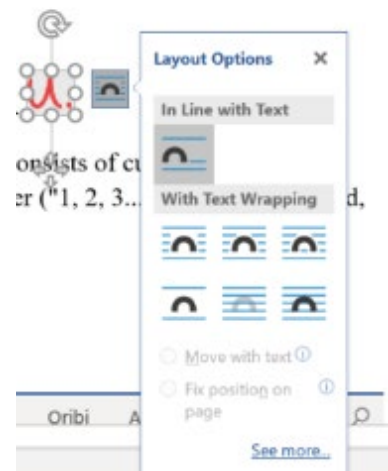 u.
Layout Options
In Line with Text
onsists of cu
er ("1, 2, 3... d,
With Text Wrapping
Move with text
Fix position on
page
Oribi A
See more...